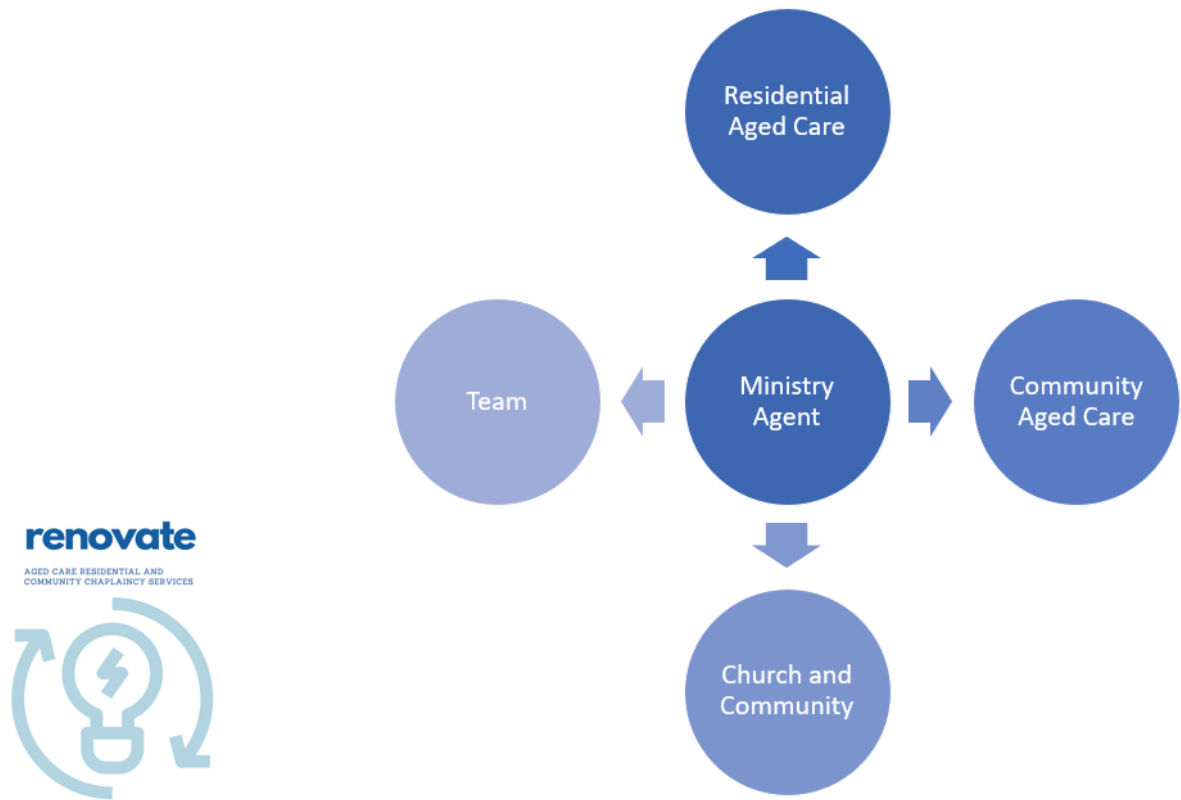 Residential
Aged Care
Team
Ministry
Agent
Community
Aged Care
renovate
AGED CARE RESIDENTIAL AND
COMMUNITY CHAPLAINCY SERVICES
Church and
Community